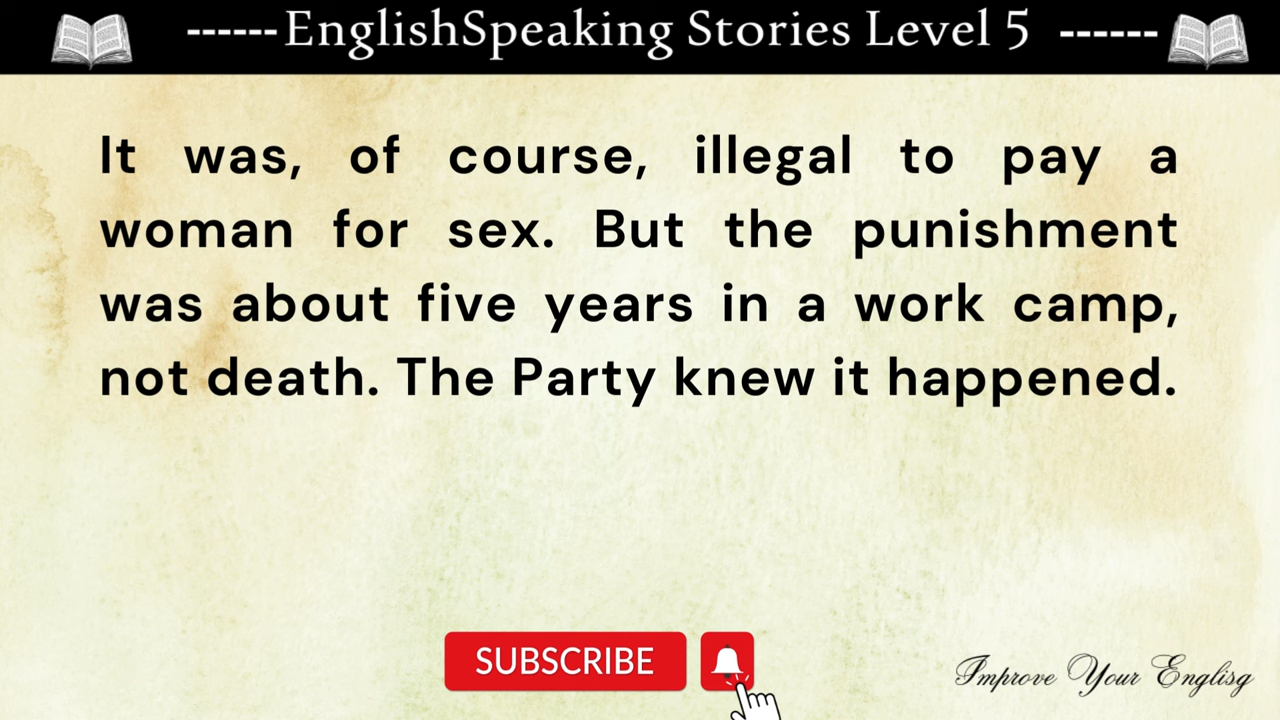 ------EnglishSpeaking Stories Level 5 ------
It was, of course, illegal to pay a
woman for sex. But the punishment
was about five years in a work camp,
not death. The Party knew it happened.
SUBSCRIBE
Improve Your Englisg